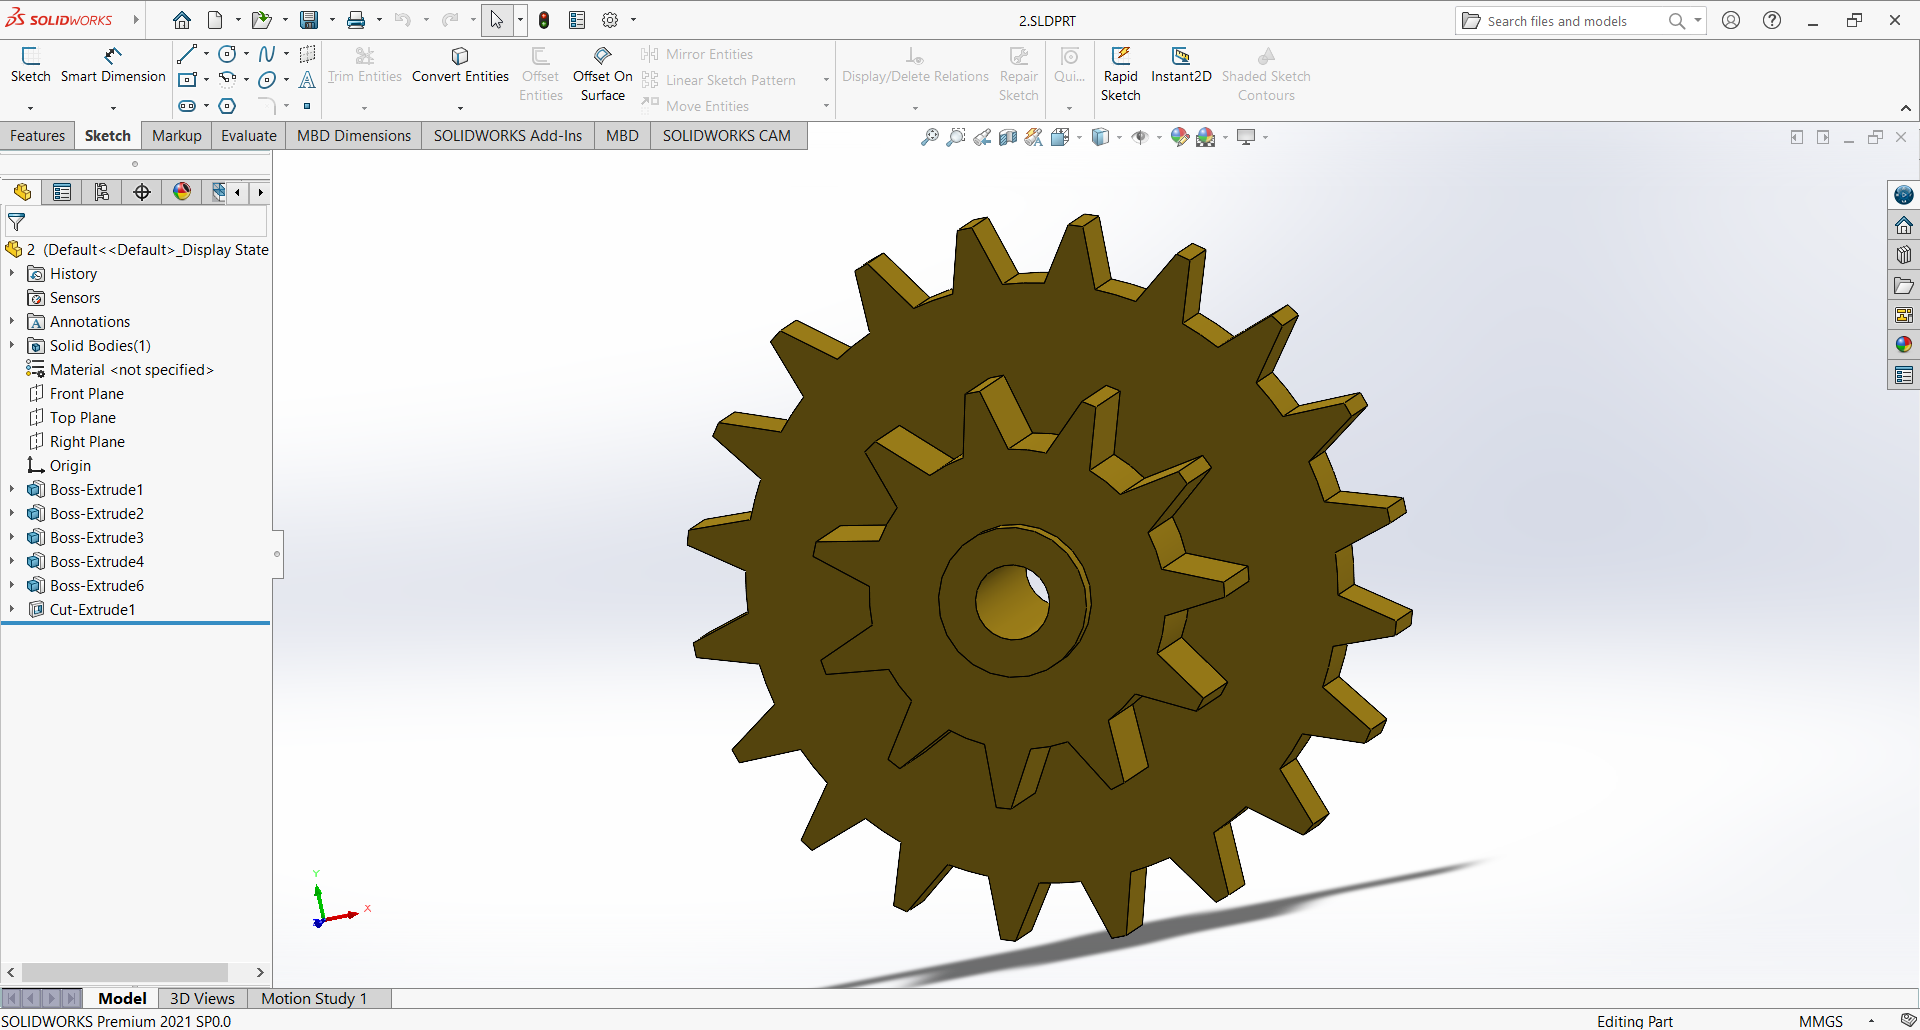 SOLIDWORKS
2.SLDPRT
Search files and models
Sketch
Smart Dimension
Trim Entities
Convert Entities
Offset Entities
Offset On Surface
Mirror Entities
Linear Sketch Pattern
Move Entities
Display/Delete Relations
Repair Sketch
Qui...
Rapid Sketch
Instant2D
Shaded Sketch Contours
Features
Sketch
Markup
Evaluate
MBD Dimensions
SOLIDWORKS Add-Ins
MBD
SOLIDWORKS CAM
2 (Default<<Default>_Display State
History
Sensors
Annotations
Solid Bodies(1)
Material <not specified>
Front Plane
Top Plane
Right Plane
Origin
Boss-Extrude1
Boss-Extrude2
Boss-Extrude3
Boss-Extrude4
Boss-Extrude6
Cut-Extrude1
Y
X
Z
Model
3D Views
Motion Study 1
SOLIDWORKS Premium 2021 SP0.0
Editing Part
MMGS